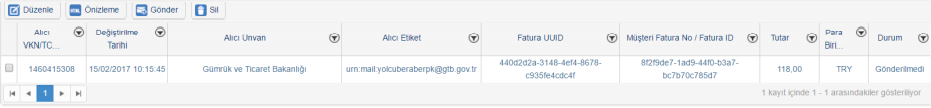 Düzenle Önizleme Gönder Sil
Alıcı VKN/TC... Değiştirilme Tarihi Alıcı Unvan Alıcı Etiket Fatura UUID Müşteri Fatura No / Fatura ID Tutar Para Biri... Durum
1460415308 15/02/2017 10:15:45 Gümrük ve Ticaret Bakanlığı urn:mail:yolcuberaberpk@gtb.gov.tr 440d2d2a-3148-4ef4-8678-c935fe4cdc4f 8f2f9de7-1ad9-44f0-b3a7-bc7b70c785d7 118,00 TRY Gönderilmedi
1
1 kayıt içinde 1 - 1 arasındakiler gösteriliyor